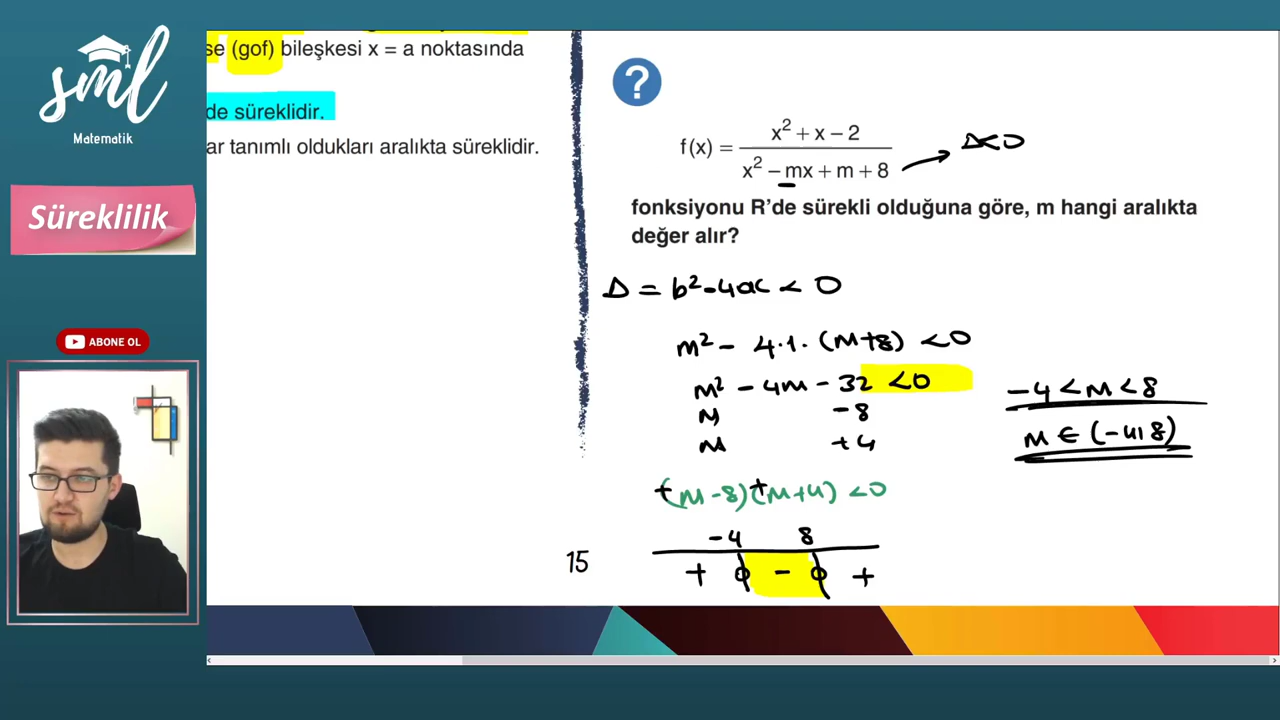 sml
Matematik
Süreklilik
ABONE OL
se (gof) bileşkesi x = a noktasında
de süreklidir.
ar tanımlı oldukları aralıkta süreklidir.
15
?
f(x) = (x² + x − 2) / (x² − mx + m + 8)
Δ<0
fonksiyonu R'de sürekli olduğuna göre, m hangi aralıkta
değer alır?
Δ = b² - 4ac < 0
m² - 4.1. (m+8) < 0
m² - 4m - 32 < 0
m -8
m +4
+(m-8)(+m+4) < 0
-4 8
+ 0 - 0 +
-4 < m < 8
m ∈ (-4,8)